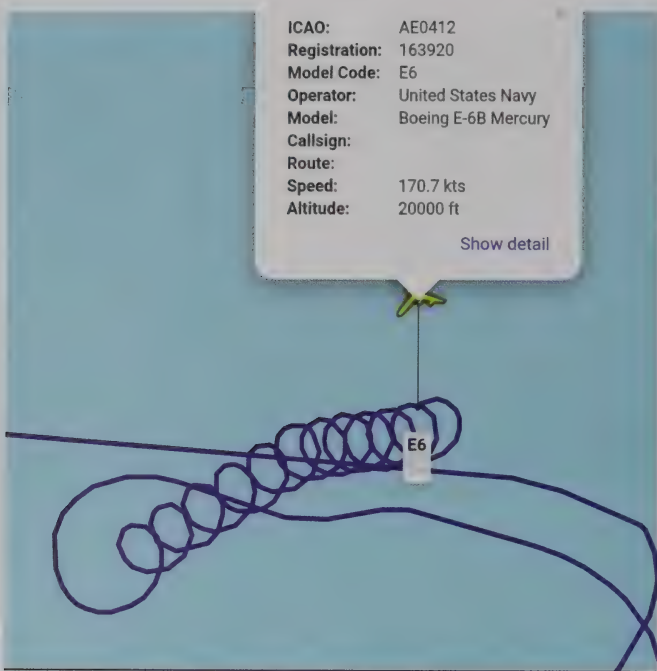 ICAO: AE0412
Registration: 163920
Model Code: E6
Operator: United States Navy
Model: Boeing E-6B Mercury
Callsign:
Route:
Speed: 170.7 kts
Altitude: 20000 ft
Show detail
E6